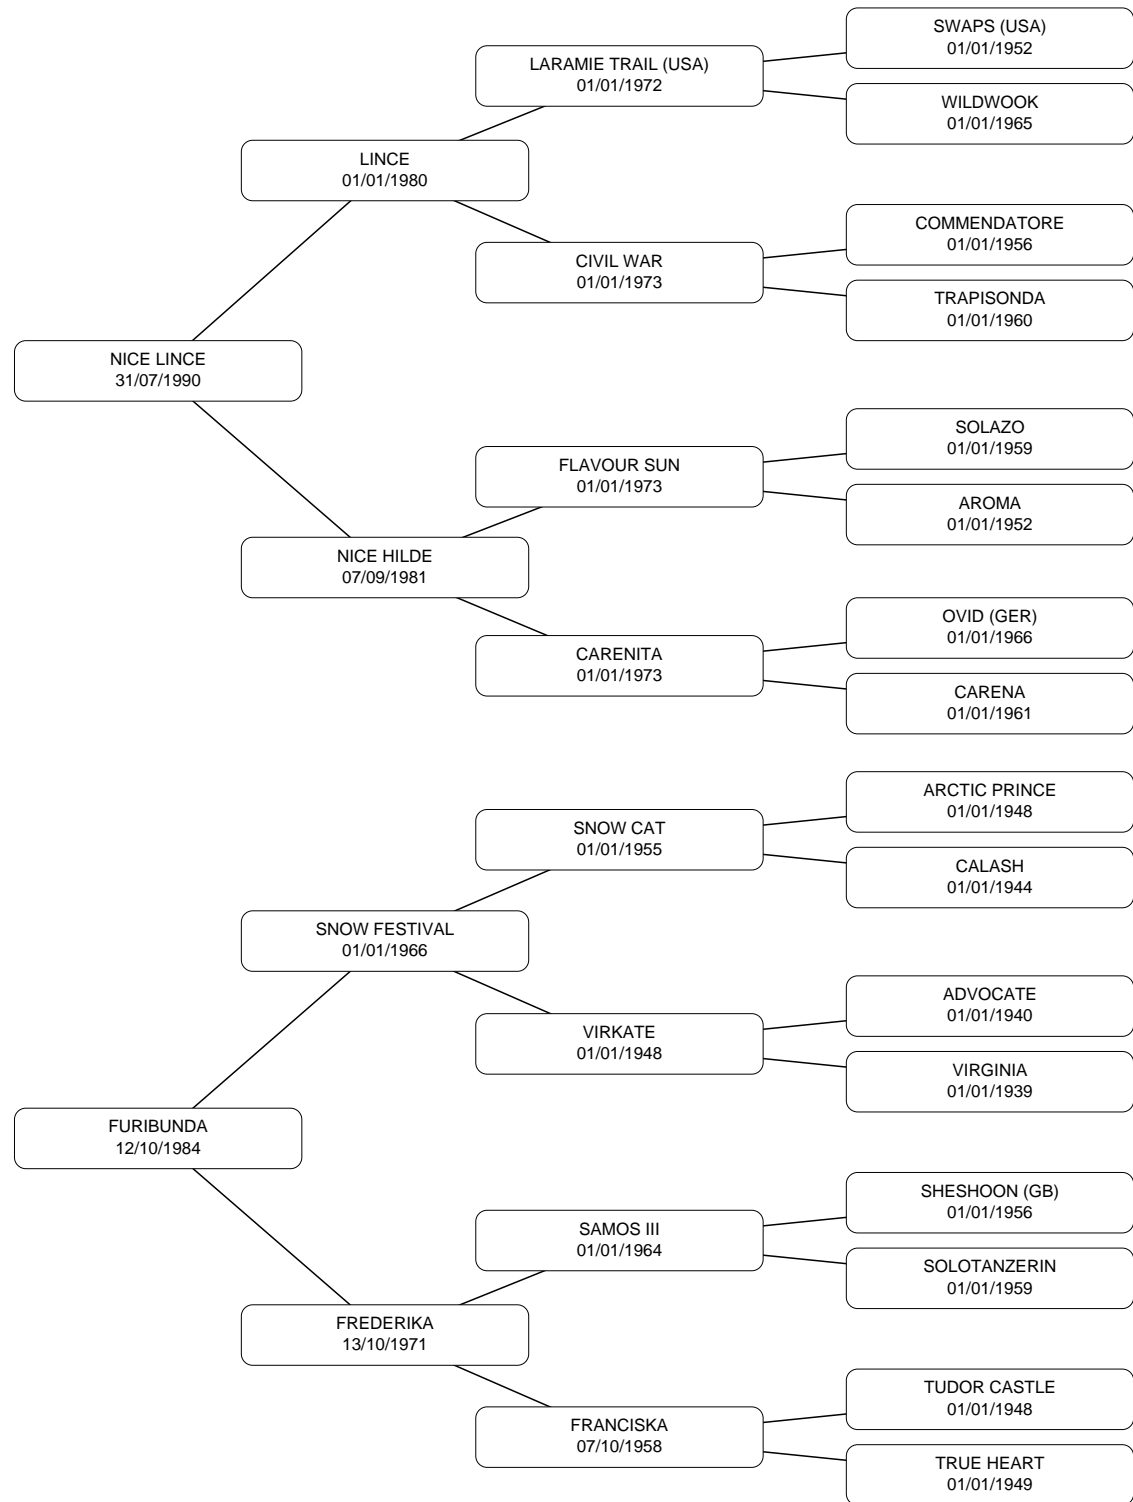 SWAPS (USA)
01/01/1952
LARAMIE TRAIL (USA)
01/01/1972
WILDWOOK
01/01/1965
LINCE
01/01/1980
COMMENDATORE
01/01/1956
CIVIL WAR
01/01/1973
TRAPISONDA
01/01/1960
NICE LINCE
31/07/1990
SOLAZO
01/01/1959
FLAVOUR SUN
01/01/1973
AROMA
01/01/1952
NICE HILDE
07/09/1981
OVID (GER)
01/01/1966
CARENITA
01/01/1973
CARENA
01/01/1961
ARCTIC PRINCE
01/01/1948
SNOW CAT
01/01/1955
CALASH
01/01/1944
SNOW FESTIVAL
01/01/1966
ADVOCATE
01/01/1940
VIRKATE
01/01/1948
VIRGINIA
01/01/1939
FURIBUNDA
12/10/1984
SHESHOON (GB)
01/01/1956
SAMOS III
01/01/1964
SOLOTANZERIN
01/01/1959
FREDERIKA
13/10/1971
TUDOR CASTLE
01/01/1948
FRANCISKA
07/10/1958
TRUE HEART
01/01/1949